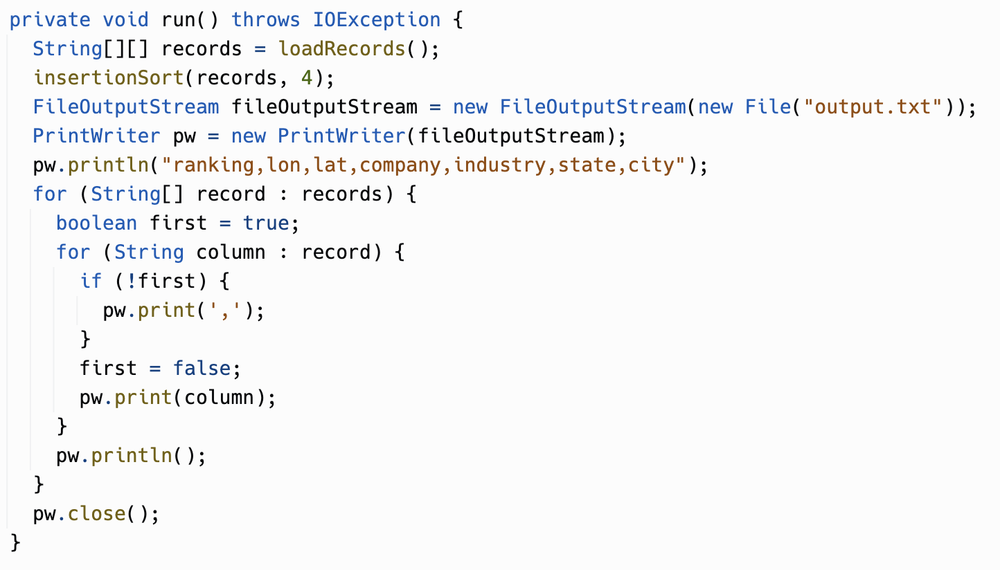 private void run() throws IOException {
  String[][] records = loadRecords();
  insertionSort(records, 4);
  FileOutputStream fileOutputStream = new FileOutputStream(new File("output.txt"));
  PrintWriter pw = new PrintWriter(fileOutputStream);
  pw.println("ranking,lon,lat,company,industry,state,city");
  for (String[] record : records) {
    boolean first = true;
    for (String column : record) {
      if (!first) {
        pw.print(',');
      }
      first = false;
      pw.print(column);
    }
    pw.println();
  }
  pw.close();
}